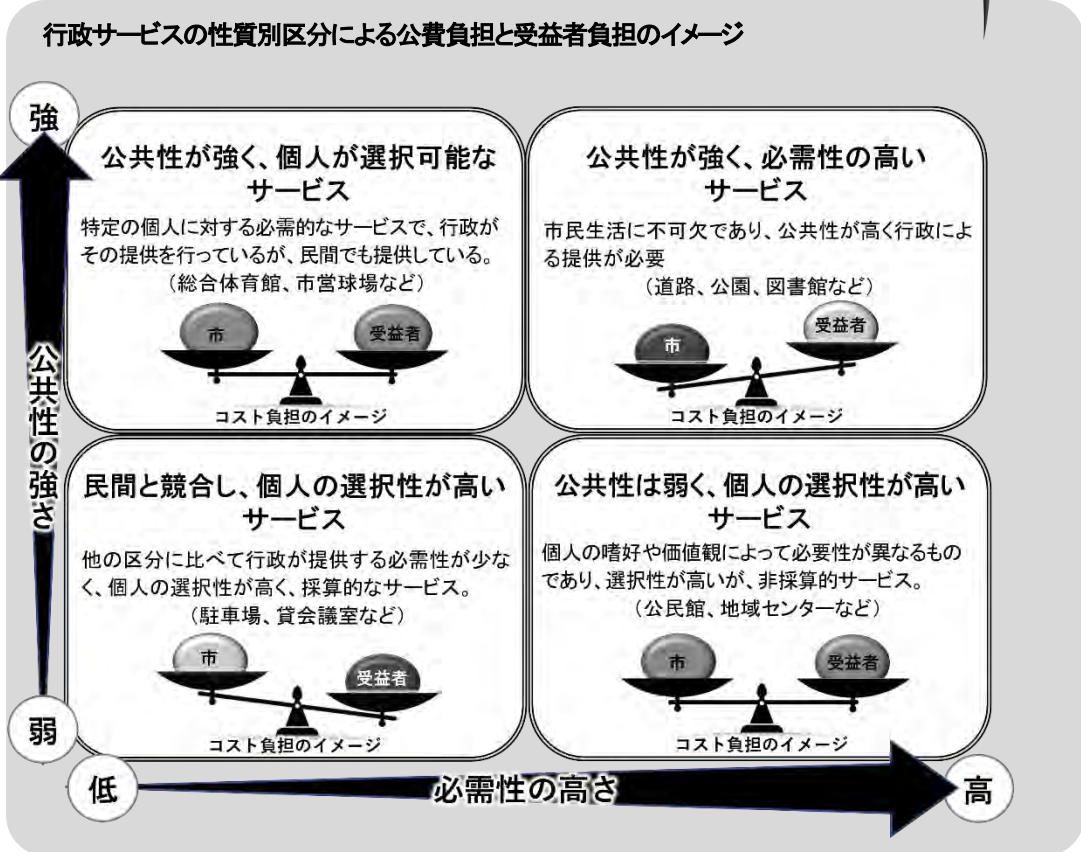 行政サービスの性質別区分による公費負担と受益者負担のイメージ
強
公共性が強く、個人が選択可能な
サービス
特定の個人に対する必需的なサービスで、行政が
その提供を行っているが、民間でも提供している。
（総合体育館、市営球場など）
市
受益者
コスト負担のイメージ
公共性が強く、必需性の高い
サービス
市民生活に不可欠であり、公共性が高く行政によ
る提供が必要
（道路、公園、図書館など）
市
受益者
コスト負担のイメージ
公共性の強さ
民間と競合し、個人の選択性が高い
サービス
他の区分に比べて行政が提供する必需性が少な
く、個人の選択性が高く、採算的なサービス。
（駐車場、貸会議室など）
市
受益者
コスト負担のイメージ
公共性は弱く、個人の選択性が高い
サービス
個人の嗜好や価値観によって必要性が異なるもの
であり、選択性が高いが、非採算的サービス。
（公民館、地域センターなど）
市
受益者
コスト負担のイメージ
弱
低
必需性の高さ
高